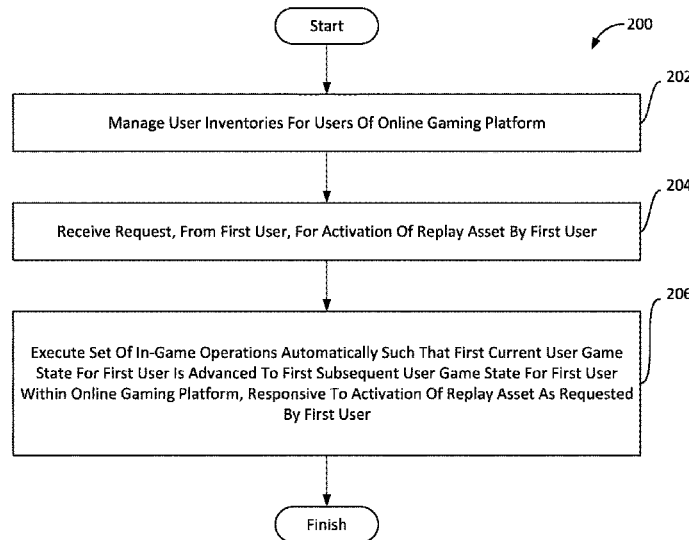 Start
200
202
Manage User Inventories For Users Of Online Gaming Platform
204
Receive Request, From First User, For Activation Of Replay Asset By First User
206
Execute Set Of In-Game Operations Automatically Such That First Current User Game
State For First User Is Advanced To First Subsequent User Game State For First User
Within Online Gaming Platform, Responsive To Activation Of Replay Asset As Requested
By First User
Finish